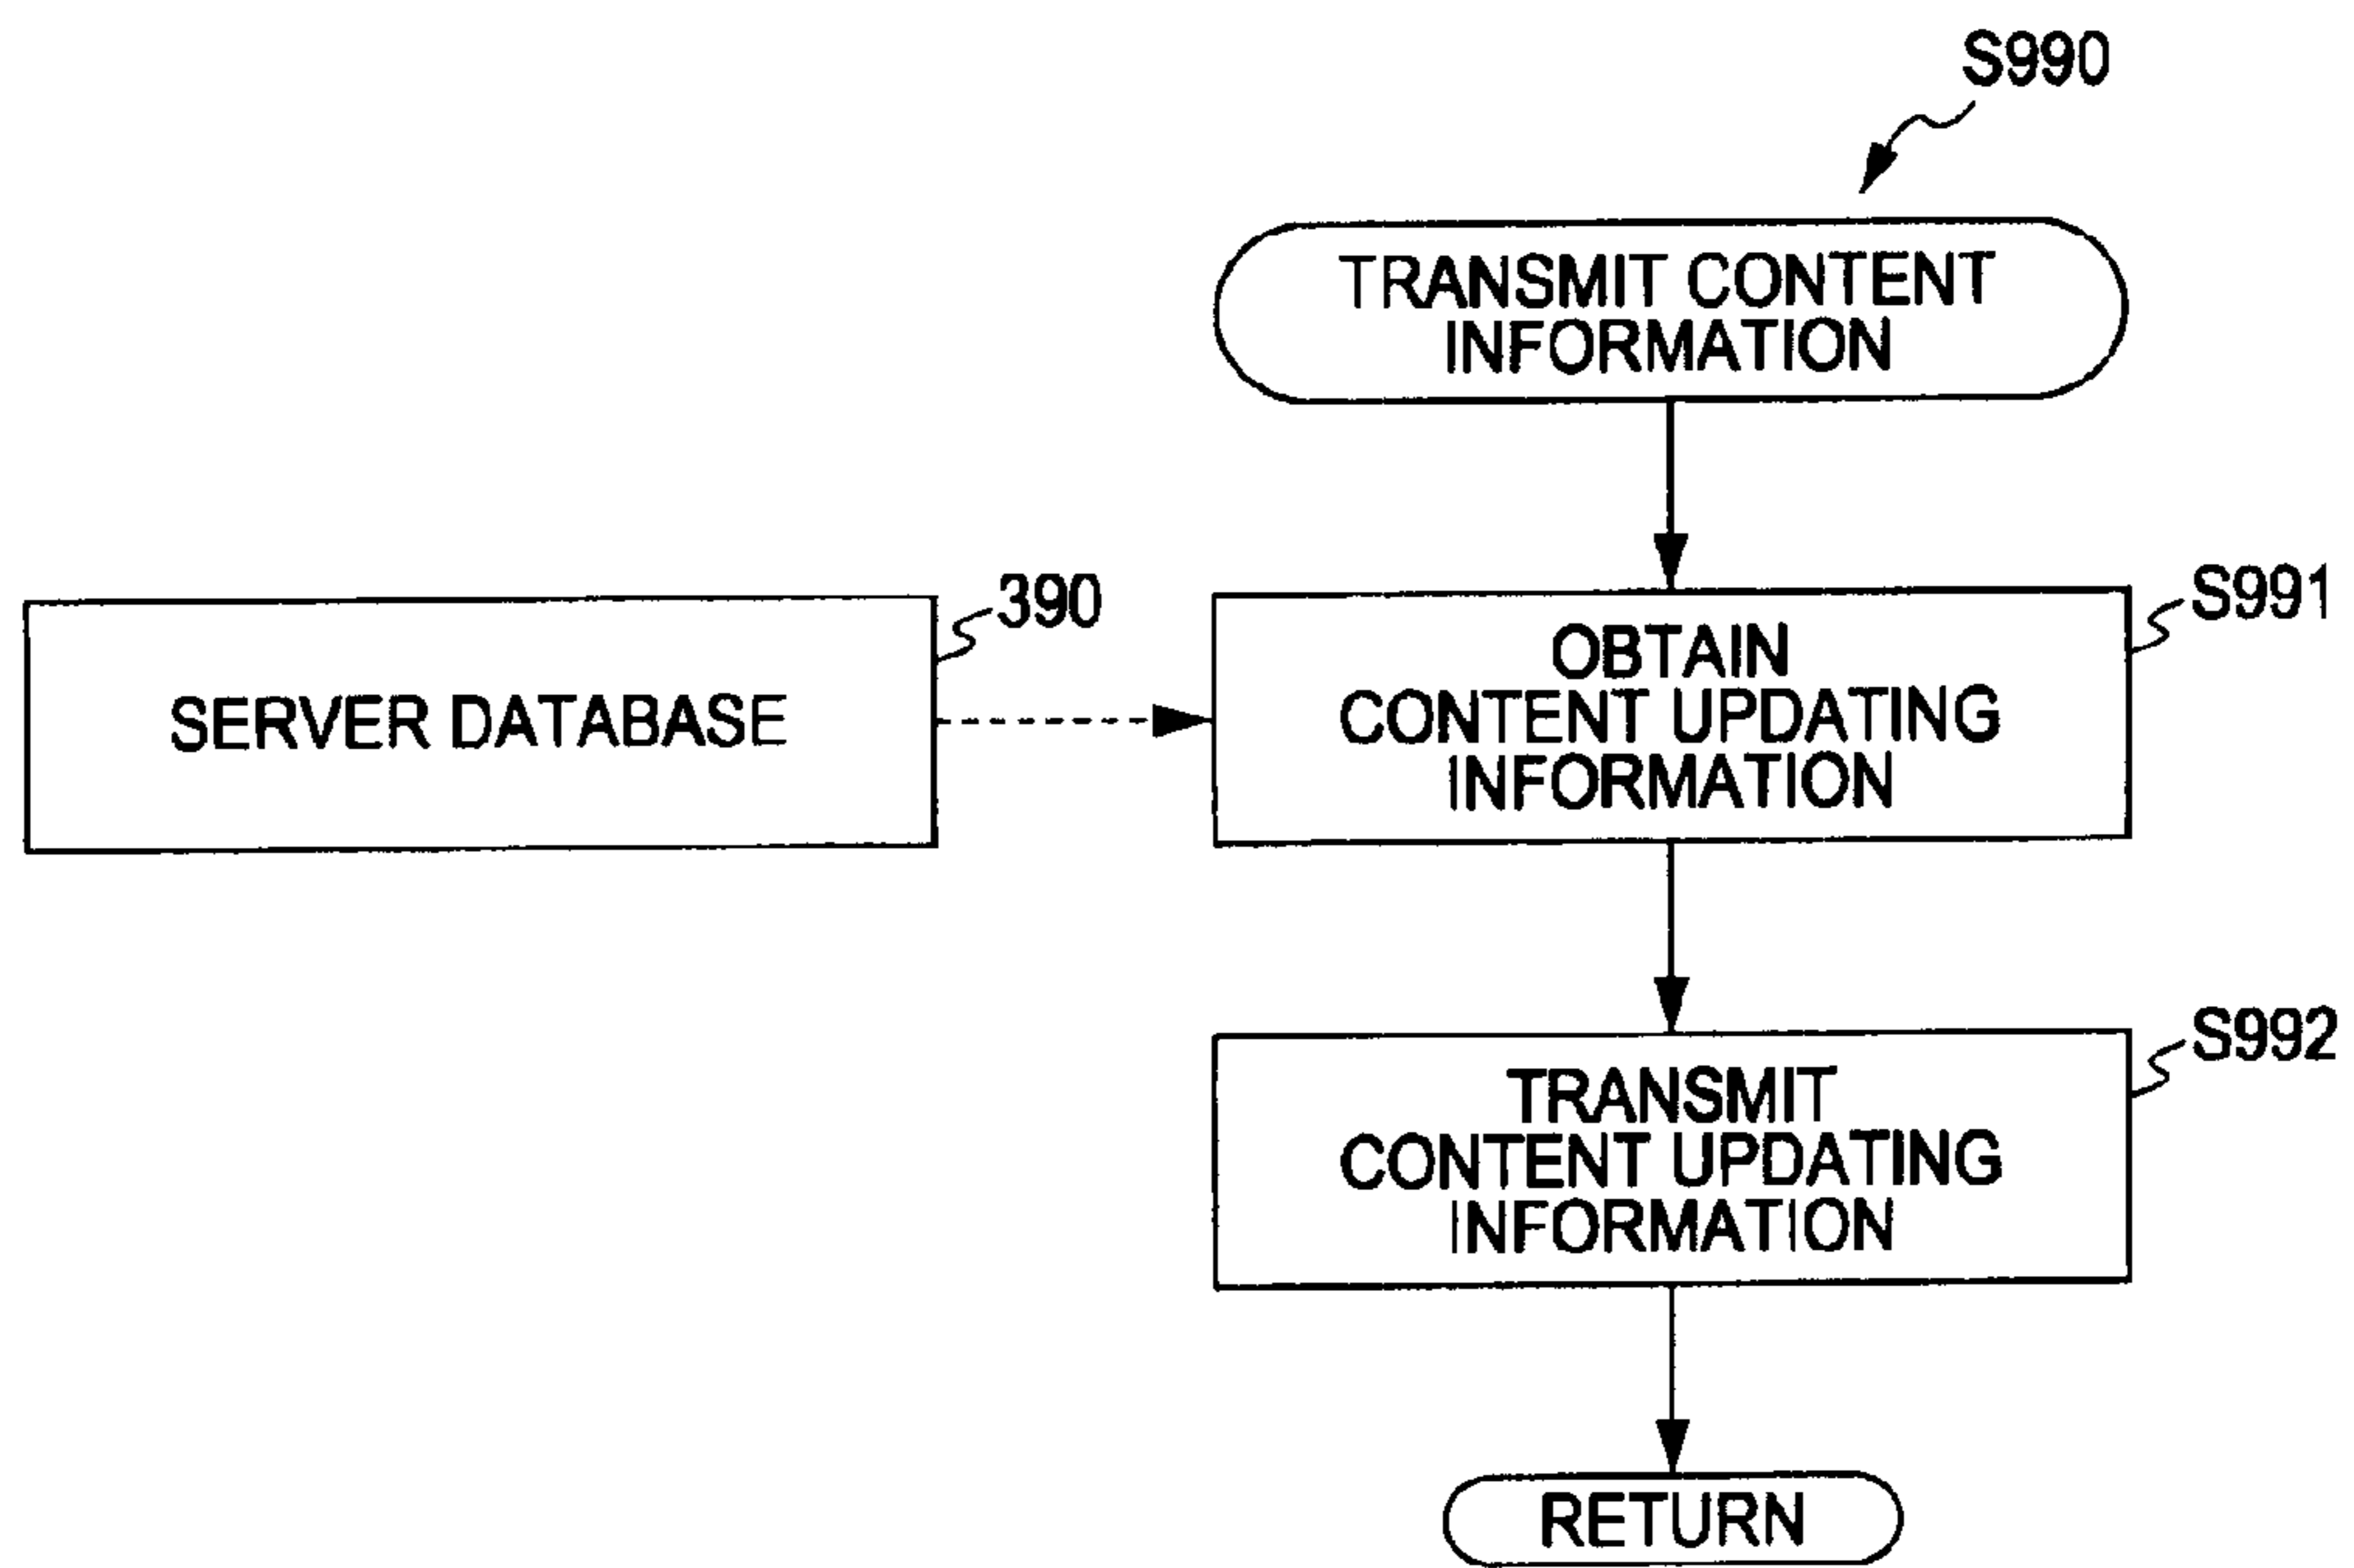 S990
TRANSMIT CONTENT
INFORMATION
390
SERVER DATABASE
S991
OBTAIN
CONTENT UPDATING
INFORMATION
S992
TRANSMIT
CONTENT UPDATING
INFORMATION
RETURN